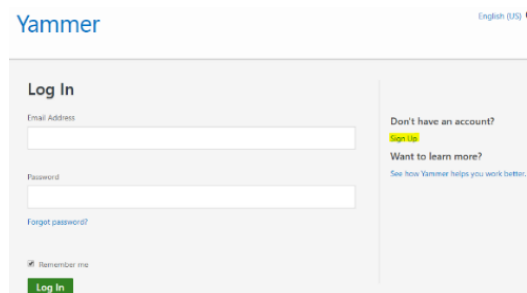 Yammer
English (US)
Log In
Email Address
Password
Forgot password?
Remember me
Log In
Don't have an account?
Sign Up
Want to learn more?
See how Yammer helps you work better.